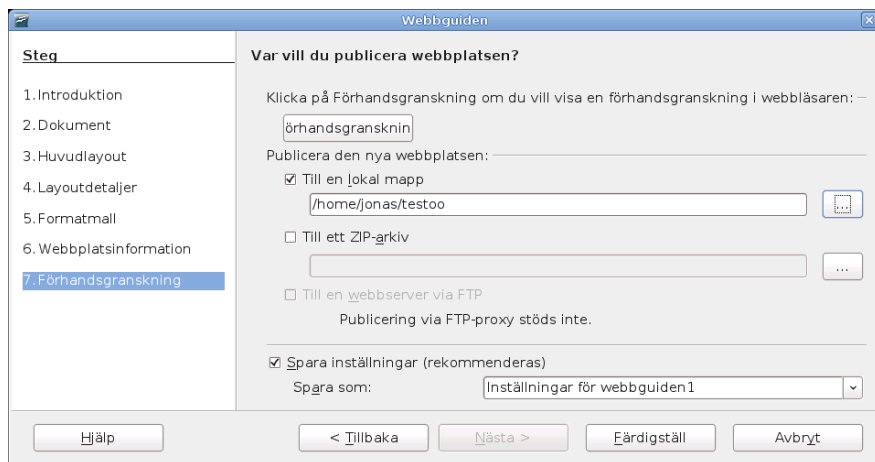 Webbguiden
Steg
1. Introduktion
2. Dokument
3. Huvudlayout
4. Layoutdetaljer
5. Formatmall
6. Webbplatsinformation
7. Förhandsgranskning
Var vill du publicera webbplatsen?
Klicka på Förhandsgranskning om du vill visa en förhandsgranskning i webbläsaren:
örhandsgransknin
Publicera den nya webbplatsen:
Till en lokal mapp
/home/jonas/testoo
...
Till ett ZIP-arkiv
...
Till en webbserver via FTP
Publicering via FTP-proxy stöds inte.
Spara inställningar (rekommenderas)
Spara som: Inställningar för webbguiden1
Hjälp < Tillbaka Nästa > Färdigställ Avbryt